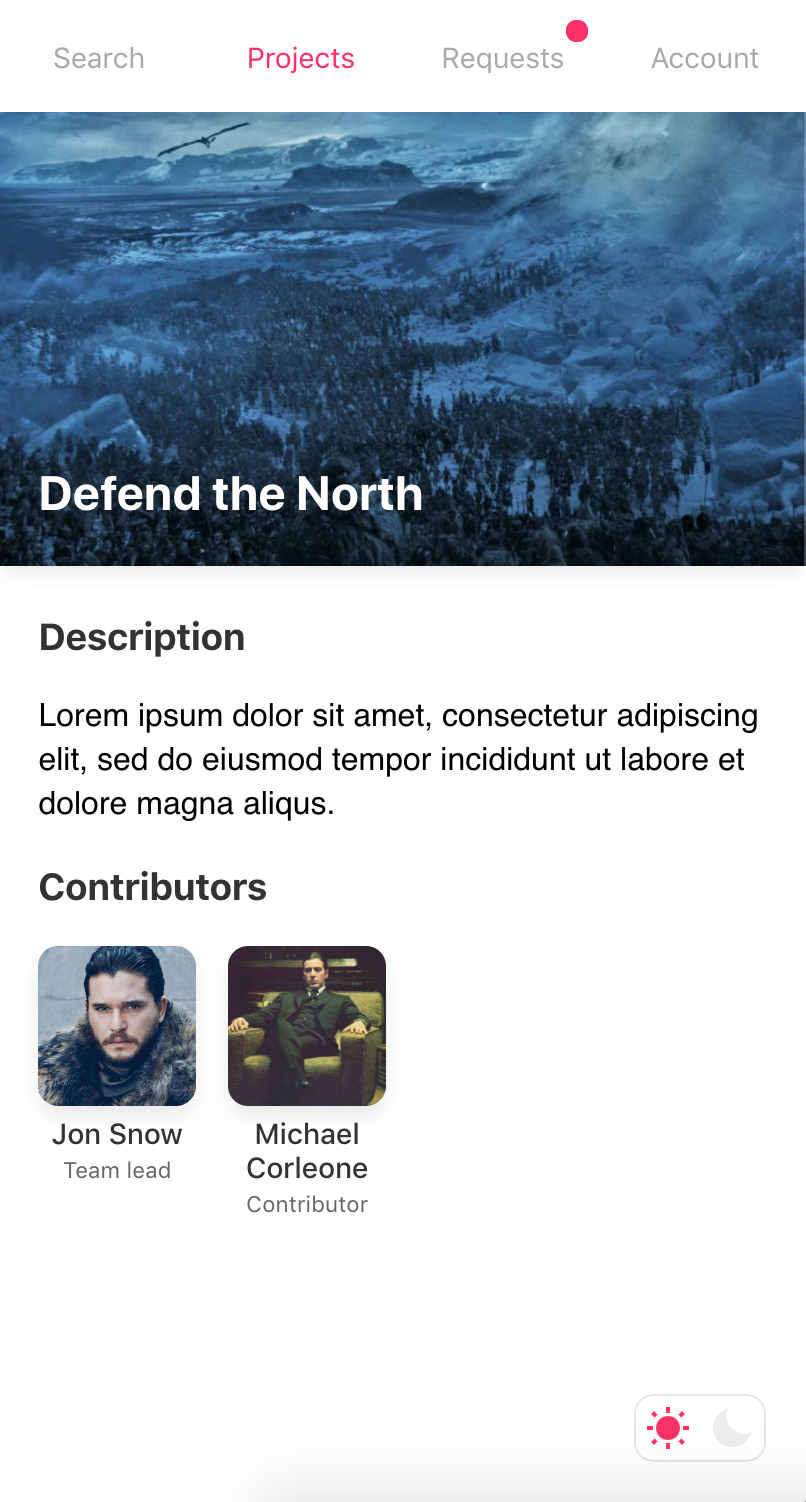 Search Projects Requests Account
Defend the North
Description
Lorem ipsum dolor sit amet, consectetur adipiscing
elit, sed do eiusmod tempor incididunt ut labore et
dolore magna aliqus.
Contributors
Jon Snow
Team lead
Michael
Corleone
Contributor